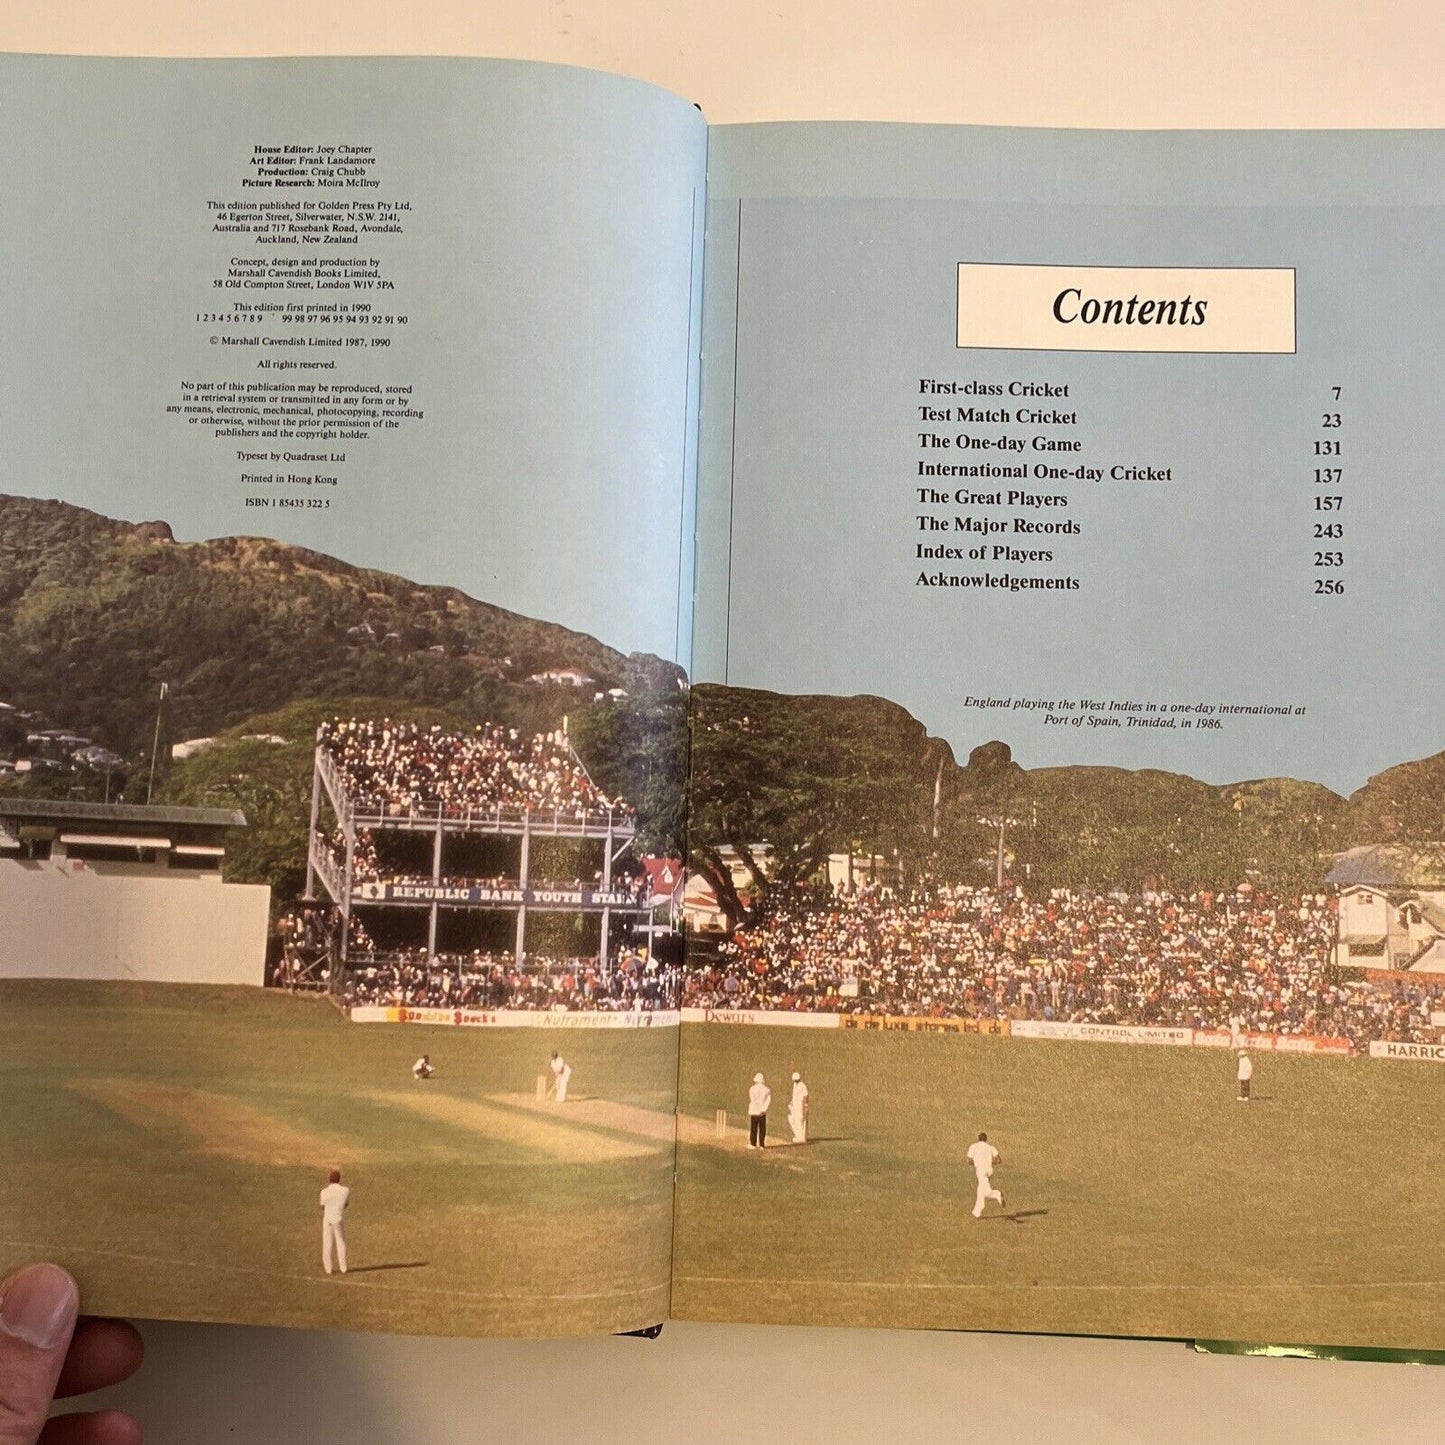 House Editor: Joey Chapter
Art Editor: Frank Landamore
Production: Craig Chubb
Picture Research: Moira McIlroy
This edition published for Golden Press Pty Ltd,
46 Egerton Street, Silverwater, N.S.W. 2141,
Australia and 717 Rosebank Road, Avondale,
Auckland, New Zealand
Concept, design and production by
Marshall Cavendish Books Limited,
58 Old Compton Street, London W1V 5PA
This edition first printed in 1990
1 2 3 4 5 6 7 8 9 99 98 97 96 95 94 93 92 91 90
© Marshall Cavendish Limited 1987, 1990
All rights reserved.
No part of this publication may be reproduced, stored
in a retrieval system or transmitted in any form or by
any means, electronic, mechanical, photocopying, recording
or otherwise, without the prior permission of the
publishers and the copyright holder.
Typeset by Quadraset Ltd
Printed in Hong Kong
ISBN 1 85435 322 5
REPUBLIC BANK YOUTH
Nuframent
Contents
First-class Cricket 7
Test Match Cricket 23
The One-day Game 131
International One-day Cricket 137
The Great Players 157
The Major Records 243
Index of Players 253
Acknowledgements 256
England playing the West Indies in a one-day international at
Port of Spain, Trinidad, in 1986.
Dewar's
de luxe stores ltd
CONTROL LIMITED
HARRIC